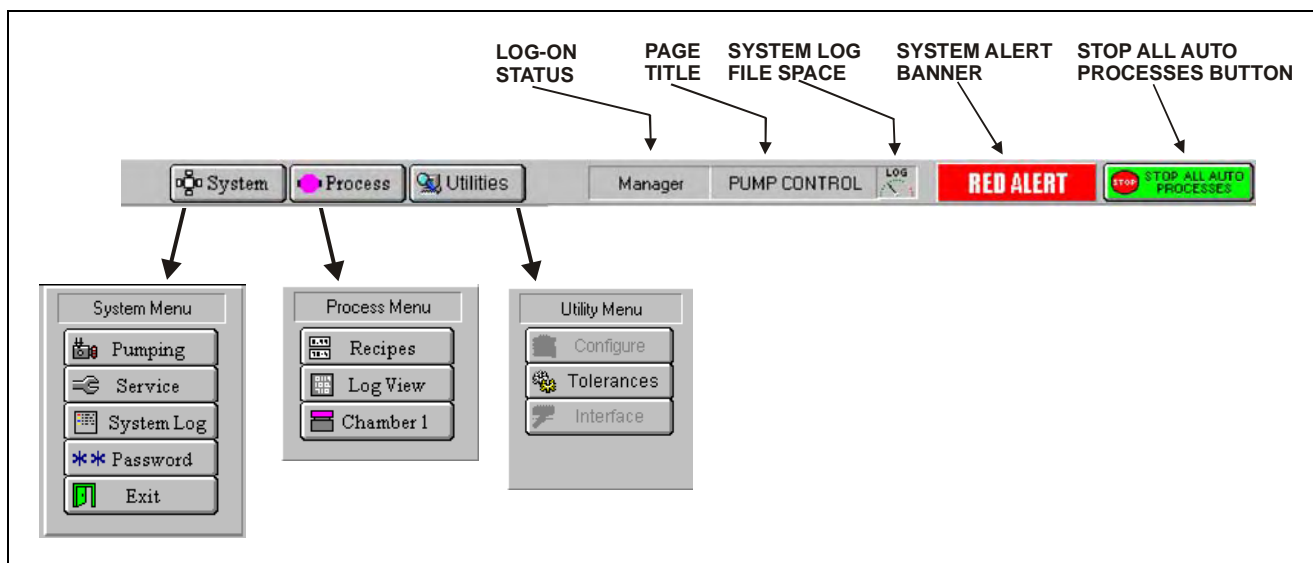 LOG-ON
STATUS
PAGE
TITLE
SYSTEM LOG
FILE SPACE
SYSTEM ALERT
BANNER
STOP ALL AUTO
PROCESSES BUTTON
System
Process
Utilities
Manager
PUMP CONTROL
LOG
RED ALERT
STOP
STOP ALL AUTO
PROCESSES
System Menu
Pumping
Service
System Log
** Password
Exit
Process Menu
Recipes
Log View
Chamber 1
Utility Menu
Configure
Tolerances
Interface